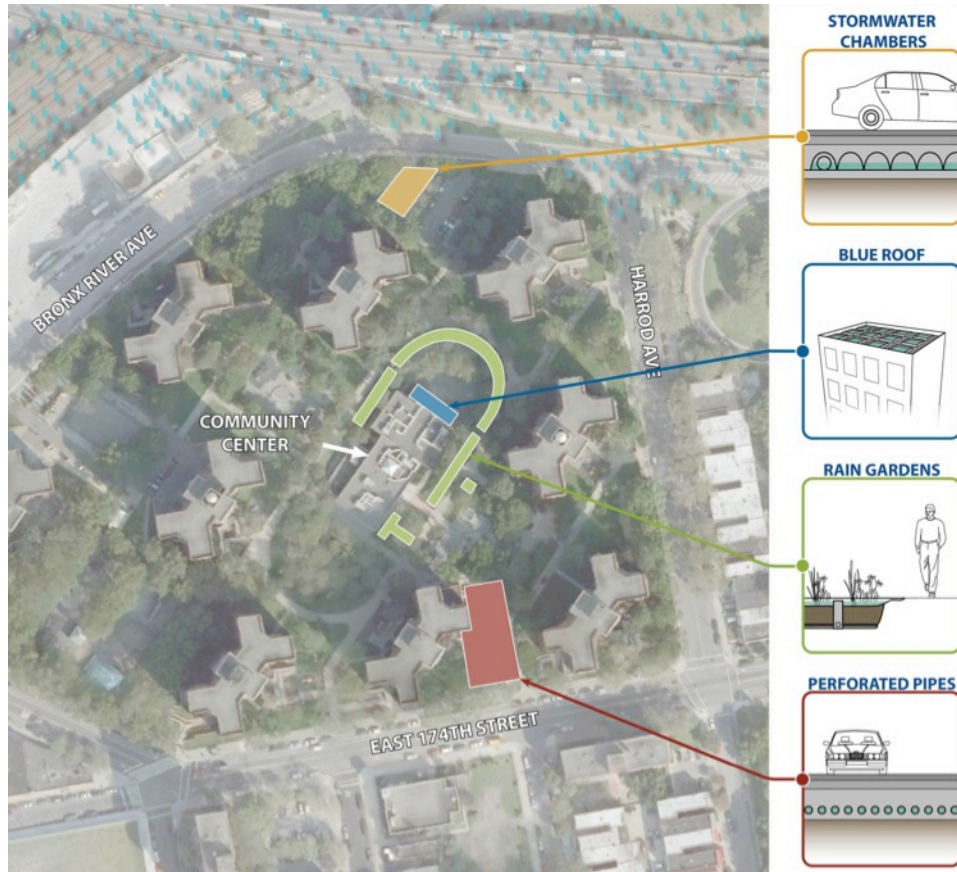 STORMWATER
CHAMBERS
BRONX RIVER AVE
HARROD AVE
BLUE ROOF
COMMUNITY
CENTER
RAIN GARDENS
EAST 174TH STREET
PERFORATED PIPES